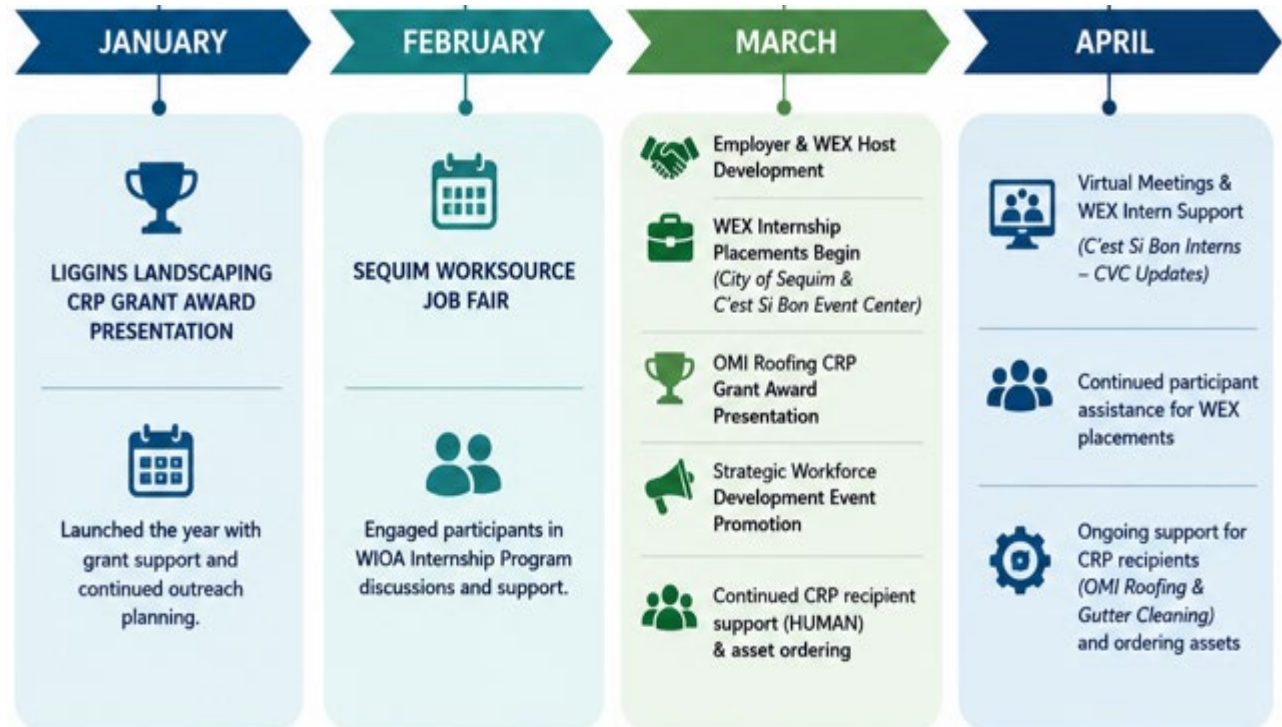 JANUARY
LIGGINS LANDSCAPING
CRP GRANT AWARD
PRESENTATION
Launched the year with
grant support and
continued outreach
planning.
FEBRUARY
SEQUIM WORKSOURCE
JOB FAIR
Engaged participants in
WIOA Internship Program
discussions and support.
MARCH
Employer & WEX Host
Development
WEX Internship
Placements Begin
(City of Sequim &
C'est Si Bon Event Center)
OMI Roofing CRP
Grant Award
Presentation
Strategic Workforce
Development Event
Promotion
Continued CRP recipient
support (HUMAN)
& asset ordering
APRIL
Virtual Meetings &
WEX Intern Support
(C'est Si Bon Interns
– CVC Updates)
Continued participant
assistance for WEX
placements
Ongoing support for
CRP recipients
(OMI Roofing &
Gutter Cleaning)
and ordering assets